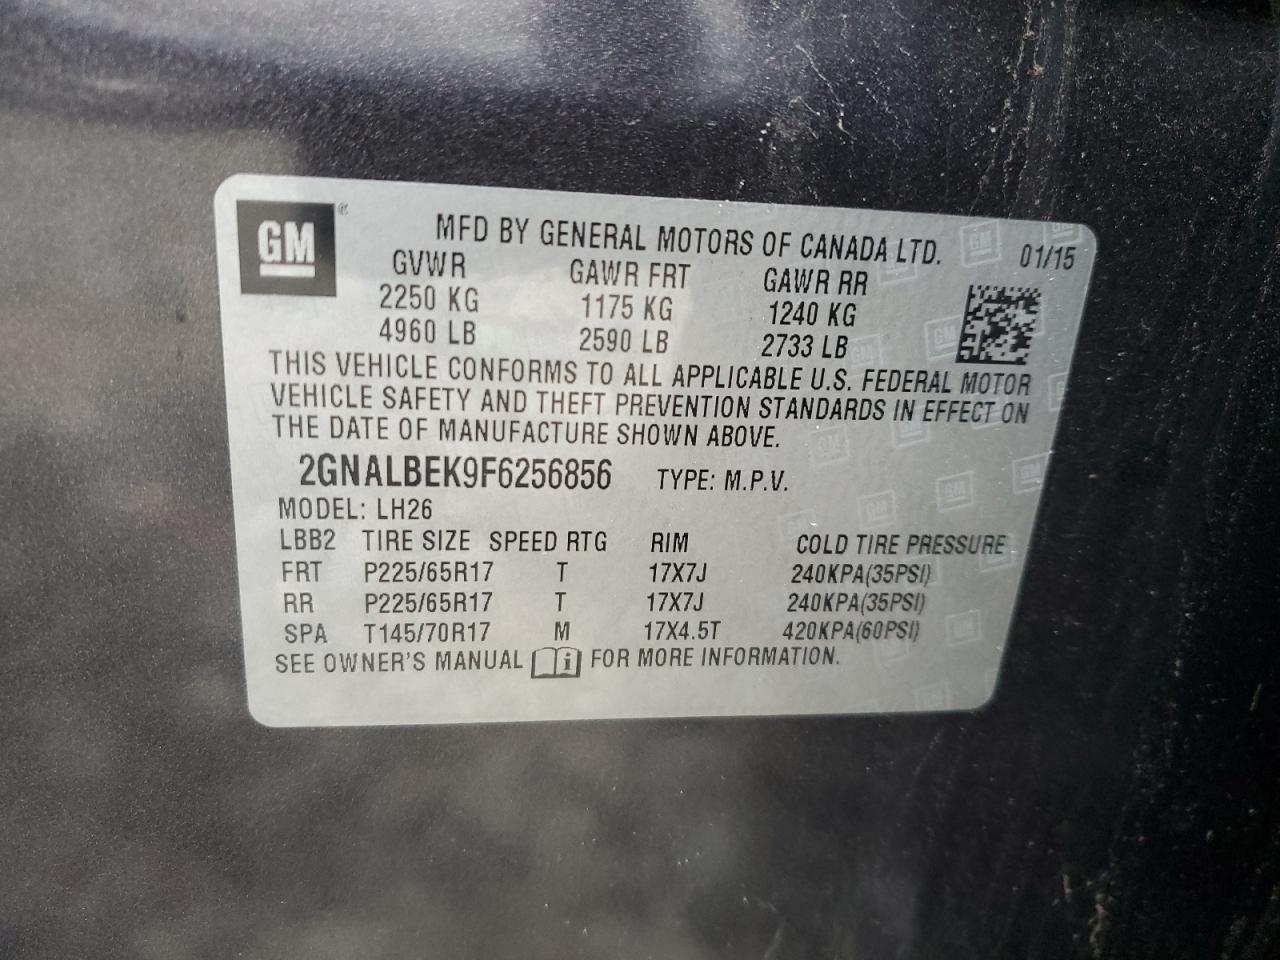 GM®
MFD BY GENERAL MOTORS OF CANADA LTD. 01/15
GVWR GAWR FRT GAWR RR
2250 KG 1175 KG 1240 KG
4960 LB 2590 LB 2733 LB
THIS VEHICLE CONFORMS TO ALL APPLICABLE U.S. FEDERAL MOTOR
VEHICLE SAFETY AND THEFT PREVENTION STANDARDS IN EFFECT ON
THE DATE OF MANUFACTURE SHOWN ABOVE.
2GNALBEK9F6256856 TYPE: M.P.V.
MODEL: LH26
LBB2 TIRE SIZE SPEED RTG RIM COLD TIRE PRESSURE
FRT P225/65R17 T 17X7J 240KPA(35PSI)
RR P225/65R17 T 17X7J 240KPA(35PSI)
SPA T145/70R17 M 17X4.5T 420KPA(60PSI)
SEE OWNER'S MANUAL i FOR MORE INFORMATION.